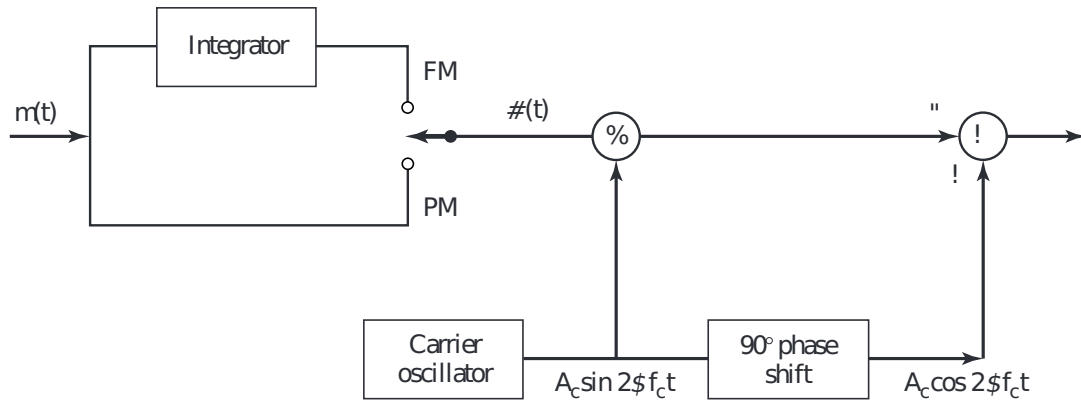 Integrator
FM
m(t)
#(t)
%
"
!
!
PM
Carrier
oscillator
90° phase
shift
A_c sin 2$f_c t
A_c cos 2$f_c t